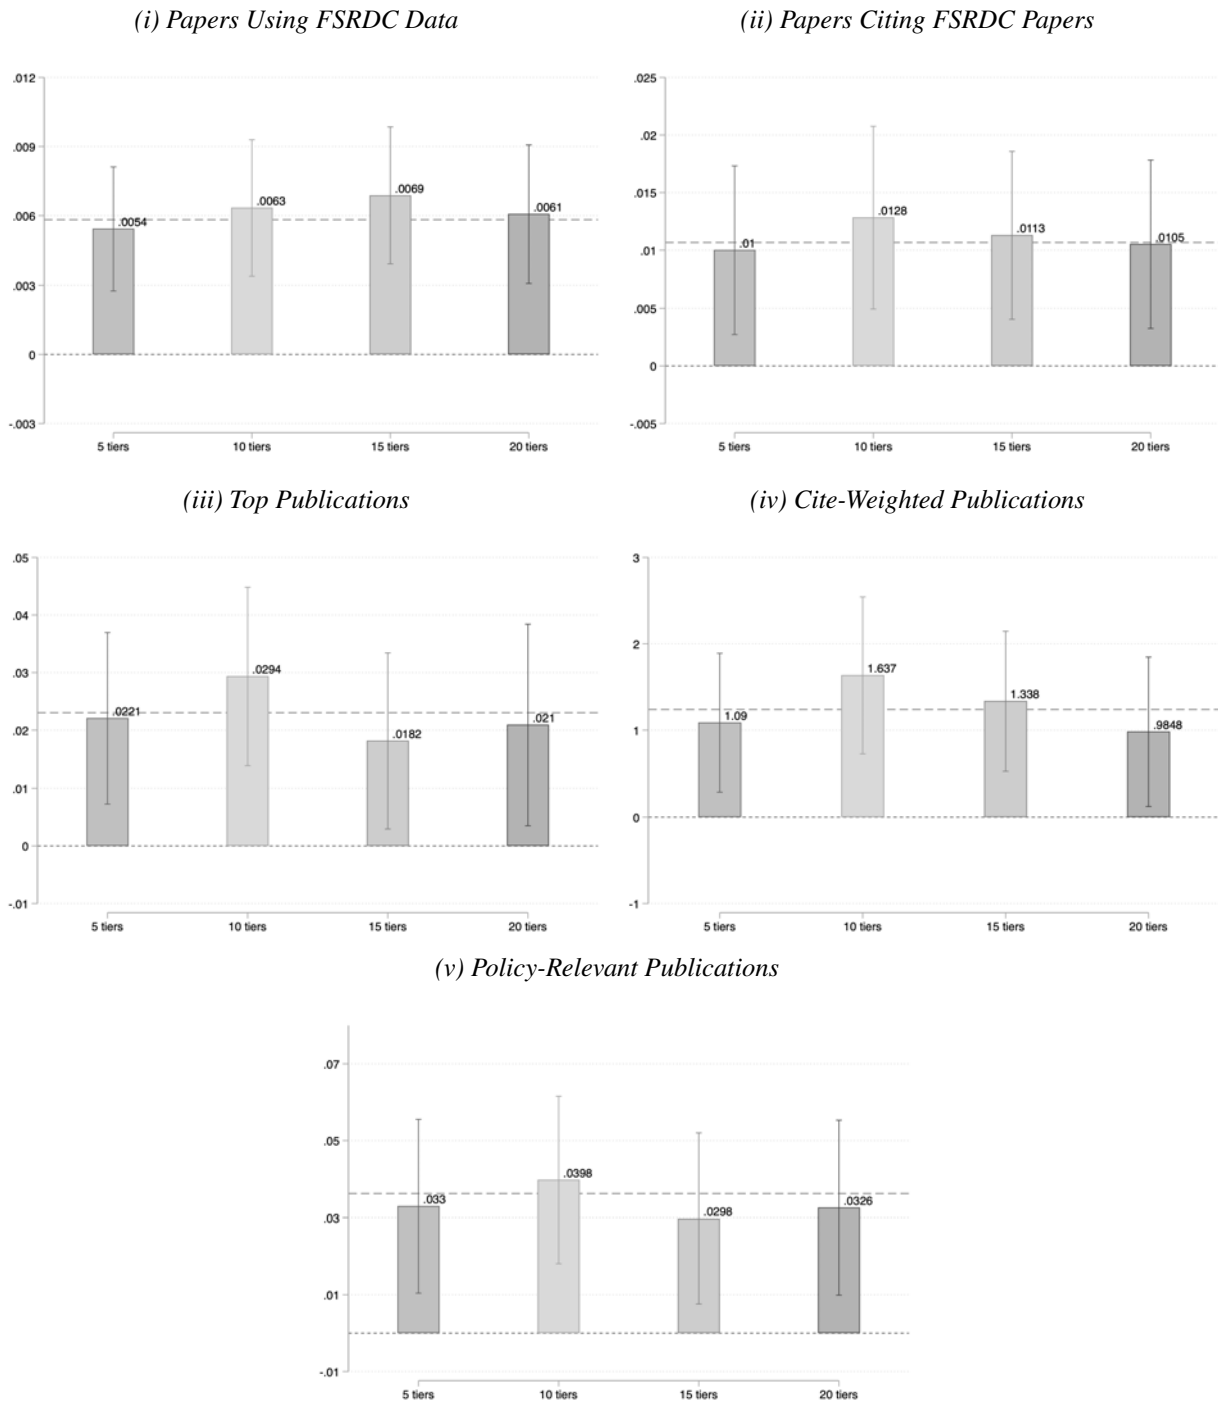 (i) Papers Using FSRDC Data
.012
.009
.006
.003
0
-.003
.0054
.0063
.0069
.0061
5 tiers
10 tiers
15 tiers
20 tiers
(ii) Papers Citing FSRDC Papers
.025
.02
.015
.01
.005
0
-.005
.01
.0128
.0113
.0105
5 tiers
10 tiers
15 tiers
20 tiers
(iii) Top Publications
.05
.04
.03
.02
.01
0
-.01
.0221
.0294
.0182
.021
5 tiers
10 tiers
15 tiers
20 tiers
(iv) Cite-Weighted Publications
3
2
1
0
-1
1.09
1.637
1.338
.9848
5 tiers
10 tiers
15 tiers
20 tiers
(v) Policy-Relevant Publications
.07
.05
.03
.01
-.01
.033
.0398
.0298
.0326
5 tiers
10 tiers
15 tiers
20 tiers